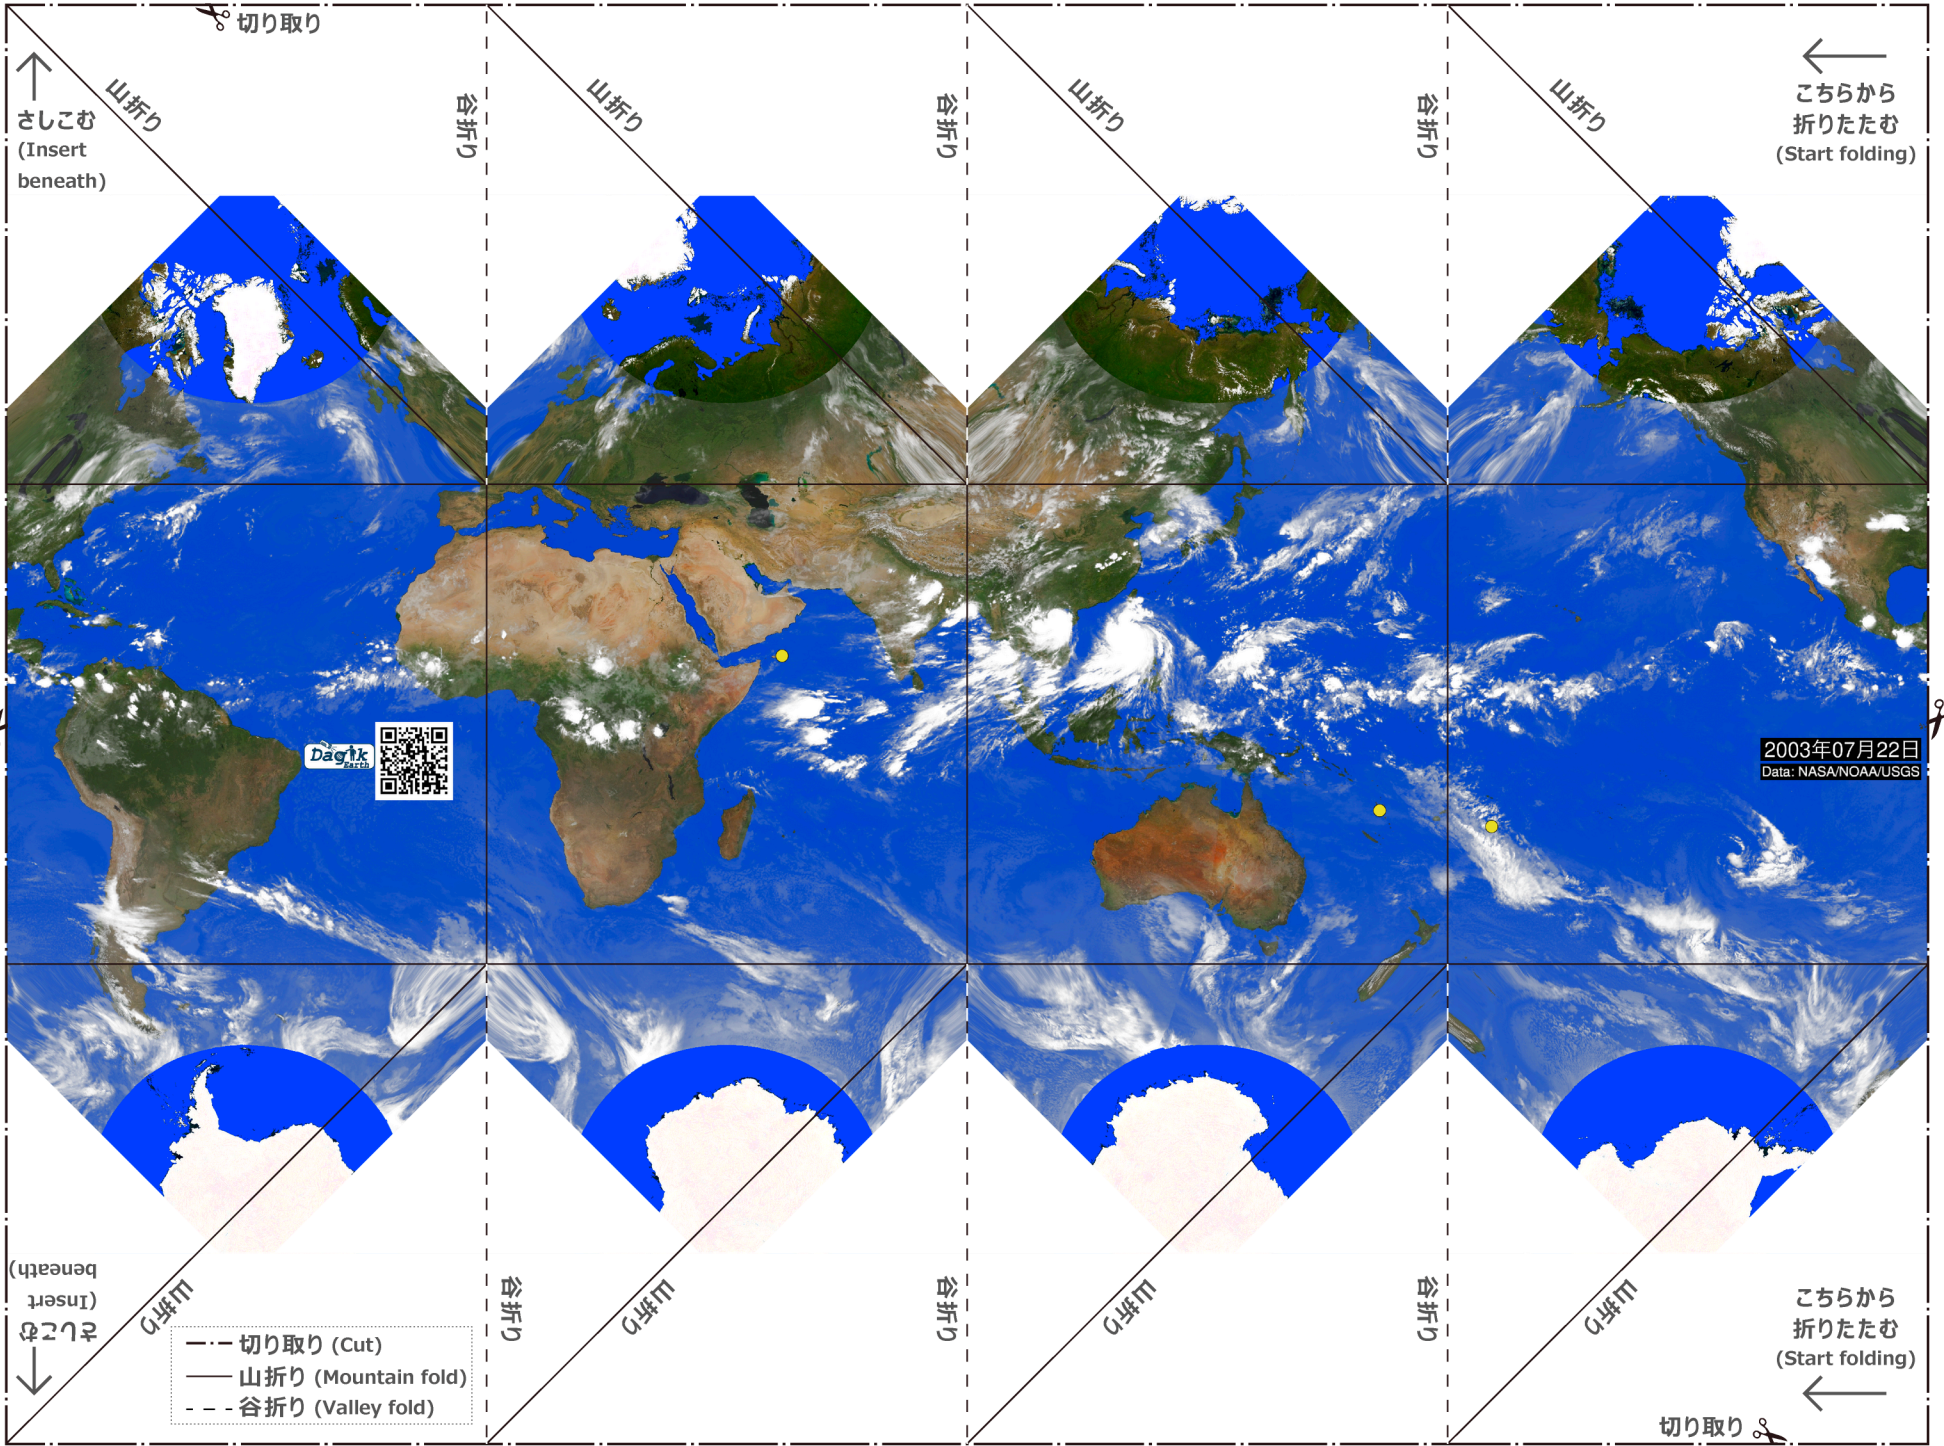 切り取り
山折り
谷折り
山折り
谷折り
山折り
谷折り
山折り
さしこむ
(Insert
beneath)
こちらから
折りたたむ
(Start folding)
Dagik
Earth
2003年07月22日
Data: NASA/NOAA/USGS
さしこむ
(Insert
beneath)
山折り
谷折り
山折り
谷折り
山折り
谷折り
山折り
こちらから
折りたたむ
(Start folding)
切り取り (Cut)
山折り (Mountain fold)
谷折り (Valley fold)
切り取り